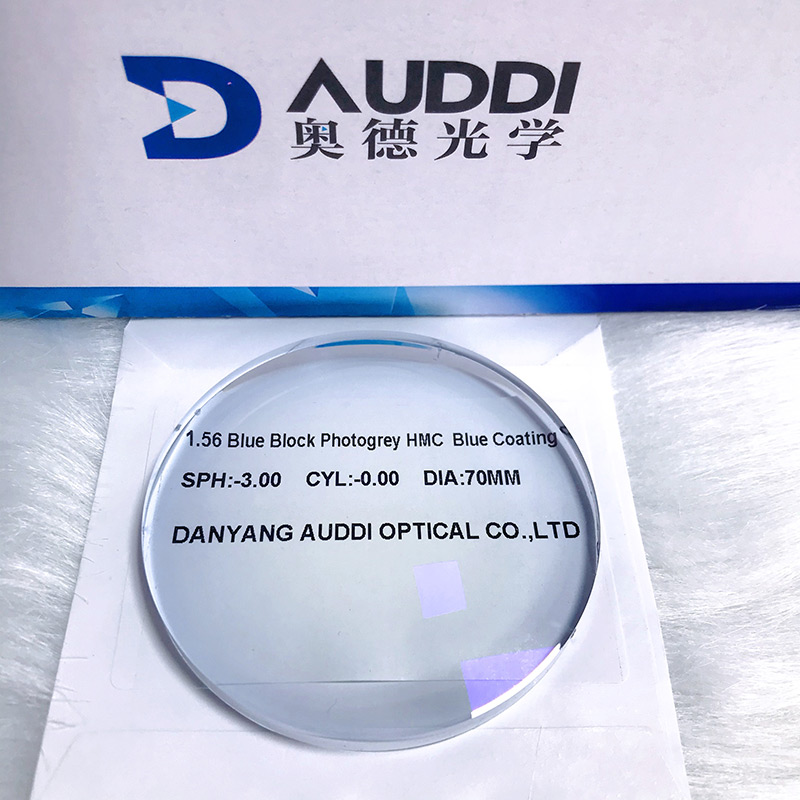 AUDDI
奥德光学
1.56 Blue Block Photogrey HMC Blue Coating
SPH:-3.00 CYL:-0.00 DIA:70MM
DANYANG AUDDI OPTICAL CO.,LTD